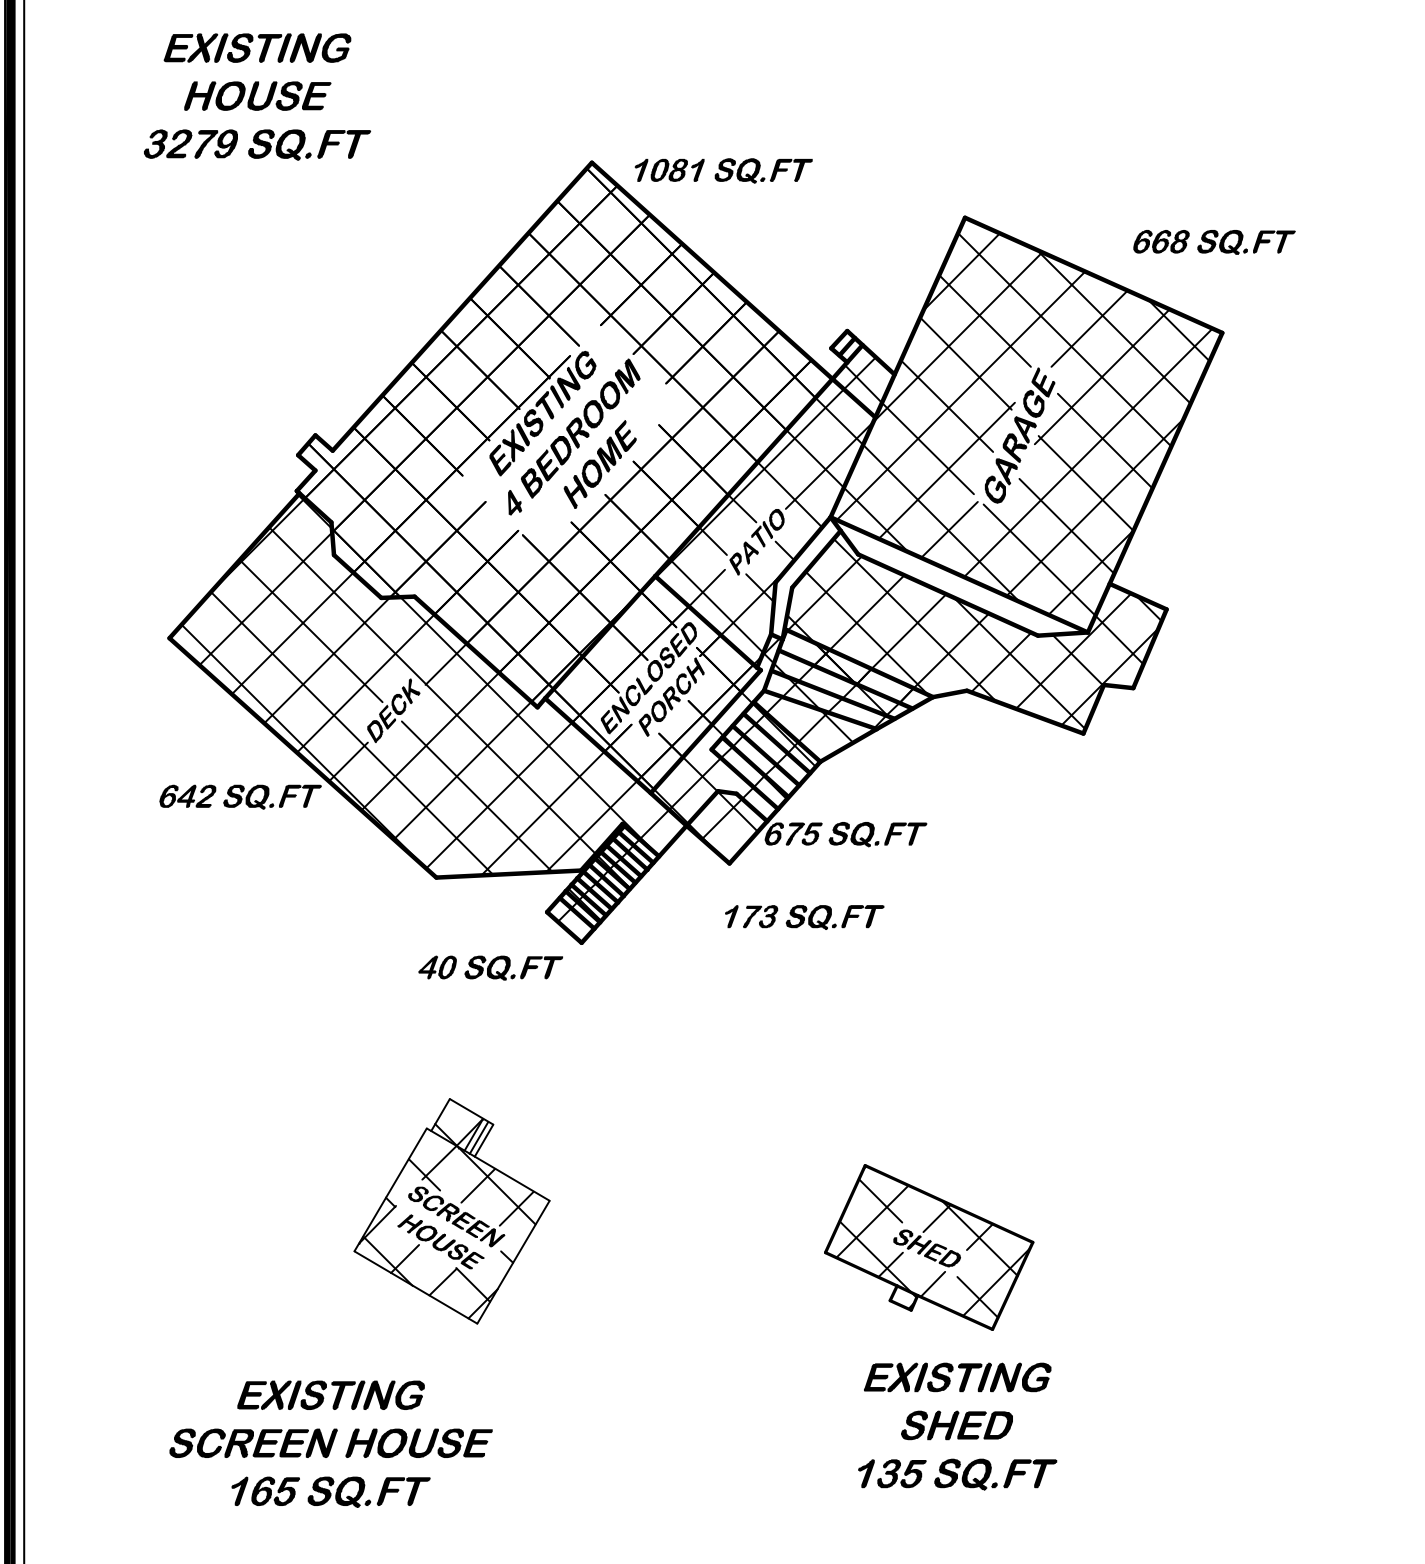 EXISTING
HOUSE
3279 SQ.FT
1081 SQ.FT
668 SQ.FT
EXISTING
4 BEDROOM
HOME
GARAGE
PATIO
ENCLOSED
PORCH
DECK
642 SQ.FT
675 SQ.FT
173 SQ.FT
40 SQ.FT
SCREEN
HOUSE
SHED
EXISTING
SCREEN HOUSE
165 SQ.FT
EXISTING
SHED
135 SQ.FT